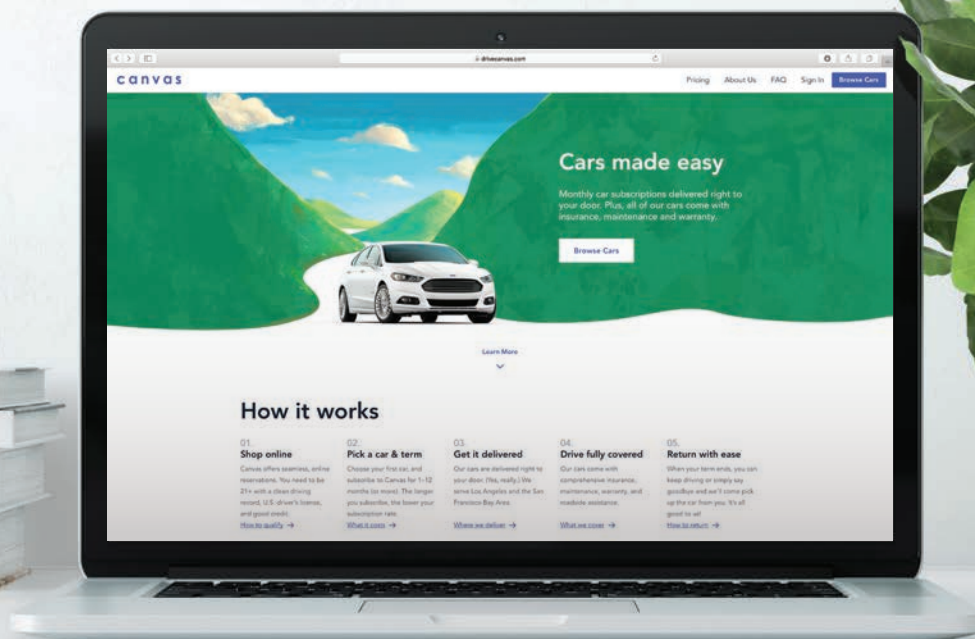 drivecanvas.com
canvas
Pricing About Us FAQ Sign In Browse Cars
Cars made easy
Monthly car subscriptions delivered right to
your door. Plus, all of our cars come with
insurance, maintenance and warranty.
Browse Cars
Learn More
How it works
01.
Shop online
Canvas offers seamless, online
reservations. You need to be
21+ with a clean driving
record, U.S. driver's license,
and good credit.
How to qualify →
02.
Pick a car & term
Choose your first car, and
subscribe to Canvas for 1–12
months (or more). The longer
you subscribe, the lower your
subscription rate.
What it costs →
03.
Get it delivered
Our cars are delivered right to
your door. (Yes, really.) We
serve Los Angeles and the San
Francisco Bay Area.
Where we deliver →
04.
Drive fully covered
Our cars come with
comprehensive insurance,
maintenance, warranty, and
roadside assistance.
What we cover →
05.
Return with ease
When your term ends, you can
keep driving or simply say
goodbye and we'll come pick
up the car from you. It's all
good to us!
How to return →